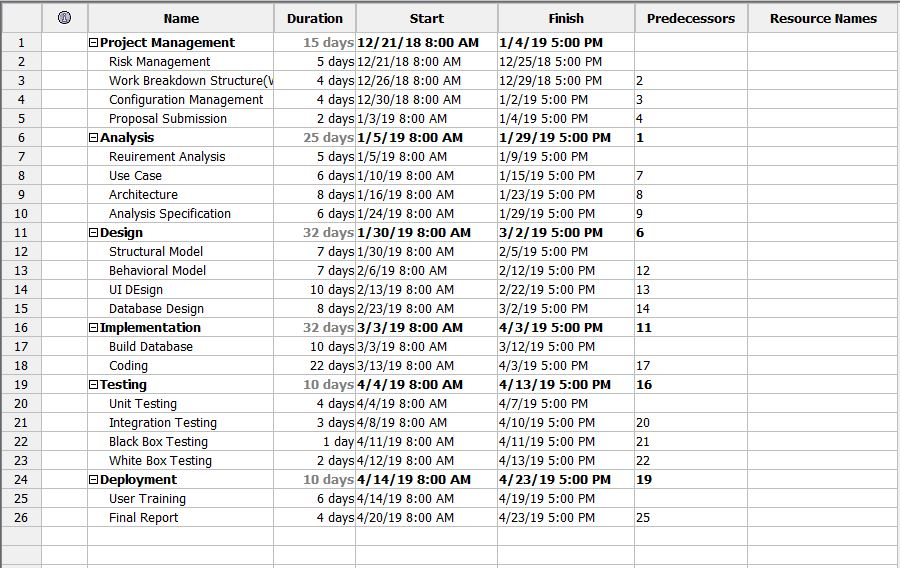 Name Duration Start Finish Predecessors Resource Names
1 Project Management 15 days 12/21/18 8:00 AM 1/4/19 5:00 PM
2 Risk Management 5 days 12/21/18 8:00 AM 12/25/18 5:00 PM
3 Work Breakdown Structure(W 4 days 12/26/18 8:00 AM 12/29/18 5:00 PM 2
4 Configuration Management 4 days 12/30/18 8:00 AM 1/2/19 5:00 PM 3
5 Proposal Submission 2 days 1/3/19 8:00 AM 1/4/19 5:00 PM 4
6 Analysis 25 days 1/5/19 8:00 AM 1/29/19 5:00 PM 1
7 Reuirement Analysis 5 days 1/5/19 8:00 AM 1/9/19 5:00 PM
8 Use Case 6 days 1/10/19 8:00 AM 1/15/19 5:00 PM 7
9 Architecture 8 days 1/16/19 8:00 AM 1/23/19 5:00 PM 8
10 Analysis Specification 6 days 1/24/19 8:00 AM 1/29/19 5:00 PM 9
11 Design 32 days 1/30/19 8:00 AM 3/2/19 5:00 PM 6
12 Structural Model 7 days 1/30/19 8:00 AM 2/5/19 5:00 PM
13 Behavioral Model 7 days 2/6/19 8:00 AM 2/12/19 5:00 PM 12
14 UI DEsign 10 days 2/13/19 8:00 AM 2/22/19 5:00 PM 13
15 Database Design 8 days 2/23/19 8:00 AM 3/2/19 5:00 PM 14
16 Implementation 32 days 3/3/19 8:00 AM 4/3/19 5:00 PM 11
17 Build Database 10 days 3/3/19 8:00 AM 3/12/19 5:00 PM
18 Coding 22 days 3/13/19 8:00 AM 4/3/19 5:00 PM 17
19 Testing 10 days 4/4/19 8:00 AM 4/13/19 5:00 PM 16
20 Unit Testing 4 days 4/4/19 8:00 AM 4/7/19 5:00 PM
21 Integration Testing 3 days 4/8/19 8:00 AM 4/10/19 5:00 PM 20
22 Black Box Testing 1 day 4/11/19 8:00 AM 4/11/19 5:00 PM 21
23 White Box Testing 2 days 4/12/19 8:00 AM 4/13/19 5:00 PM 22
24 Deployment 10 days 4/14/19 8:00 AM 4/23/19 5:00 PM 19
25 User Training 6 days 4/14/19 8:00 AM 4/19/19 5:00 PM
26 Final Report 4 days 4/20/19 8:00 AM 4/23/19 5:00 PM 25